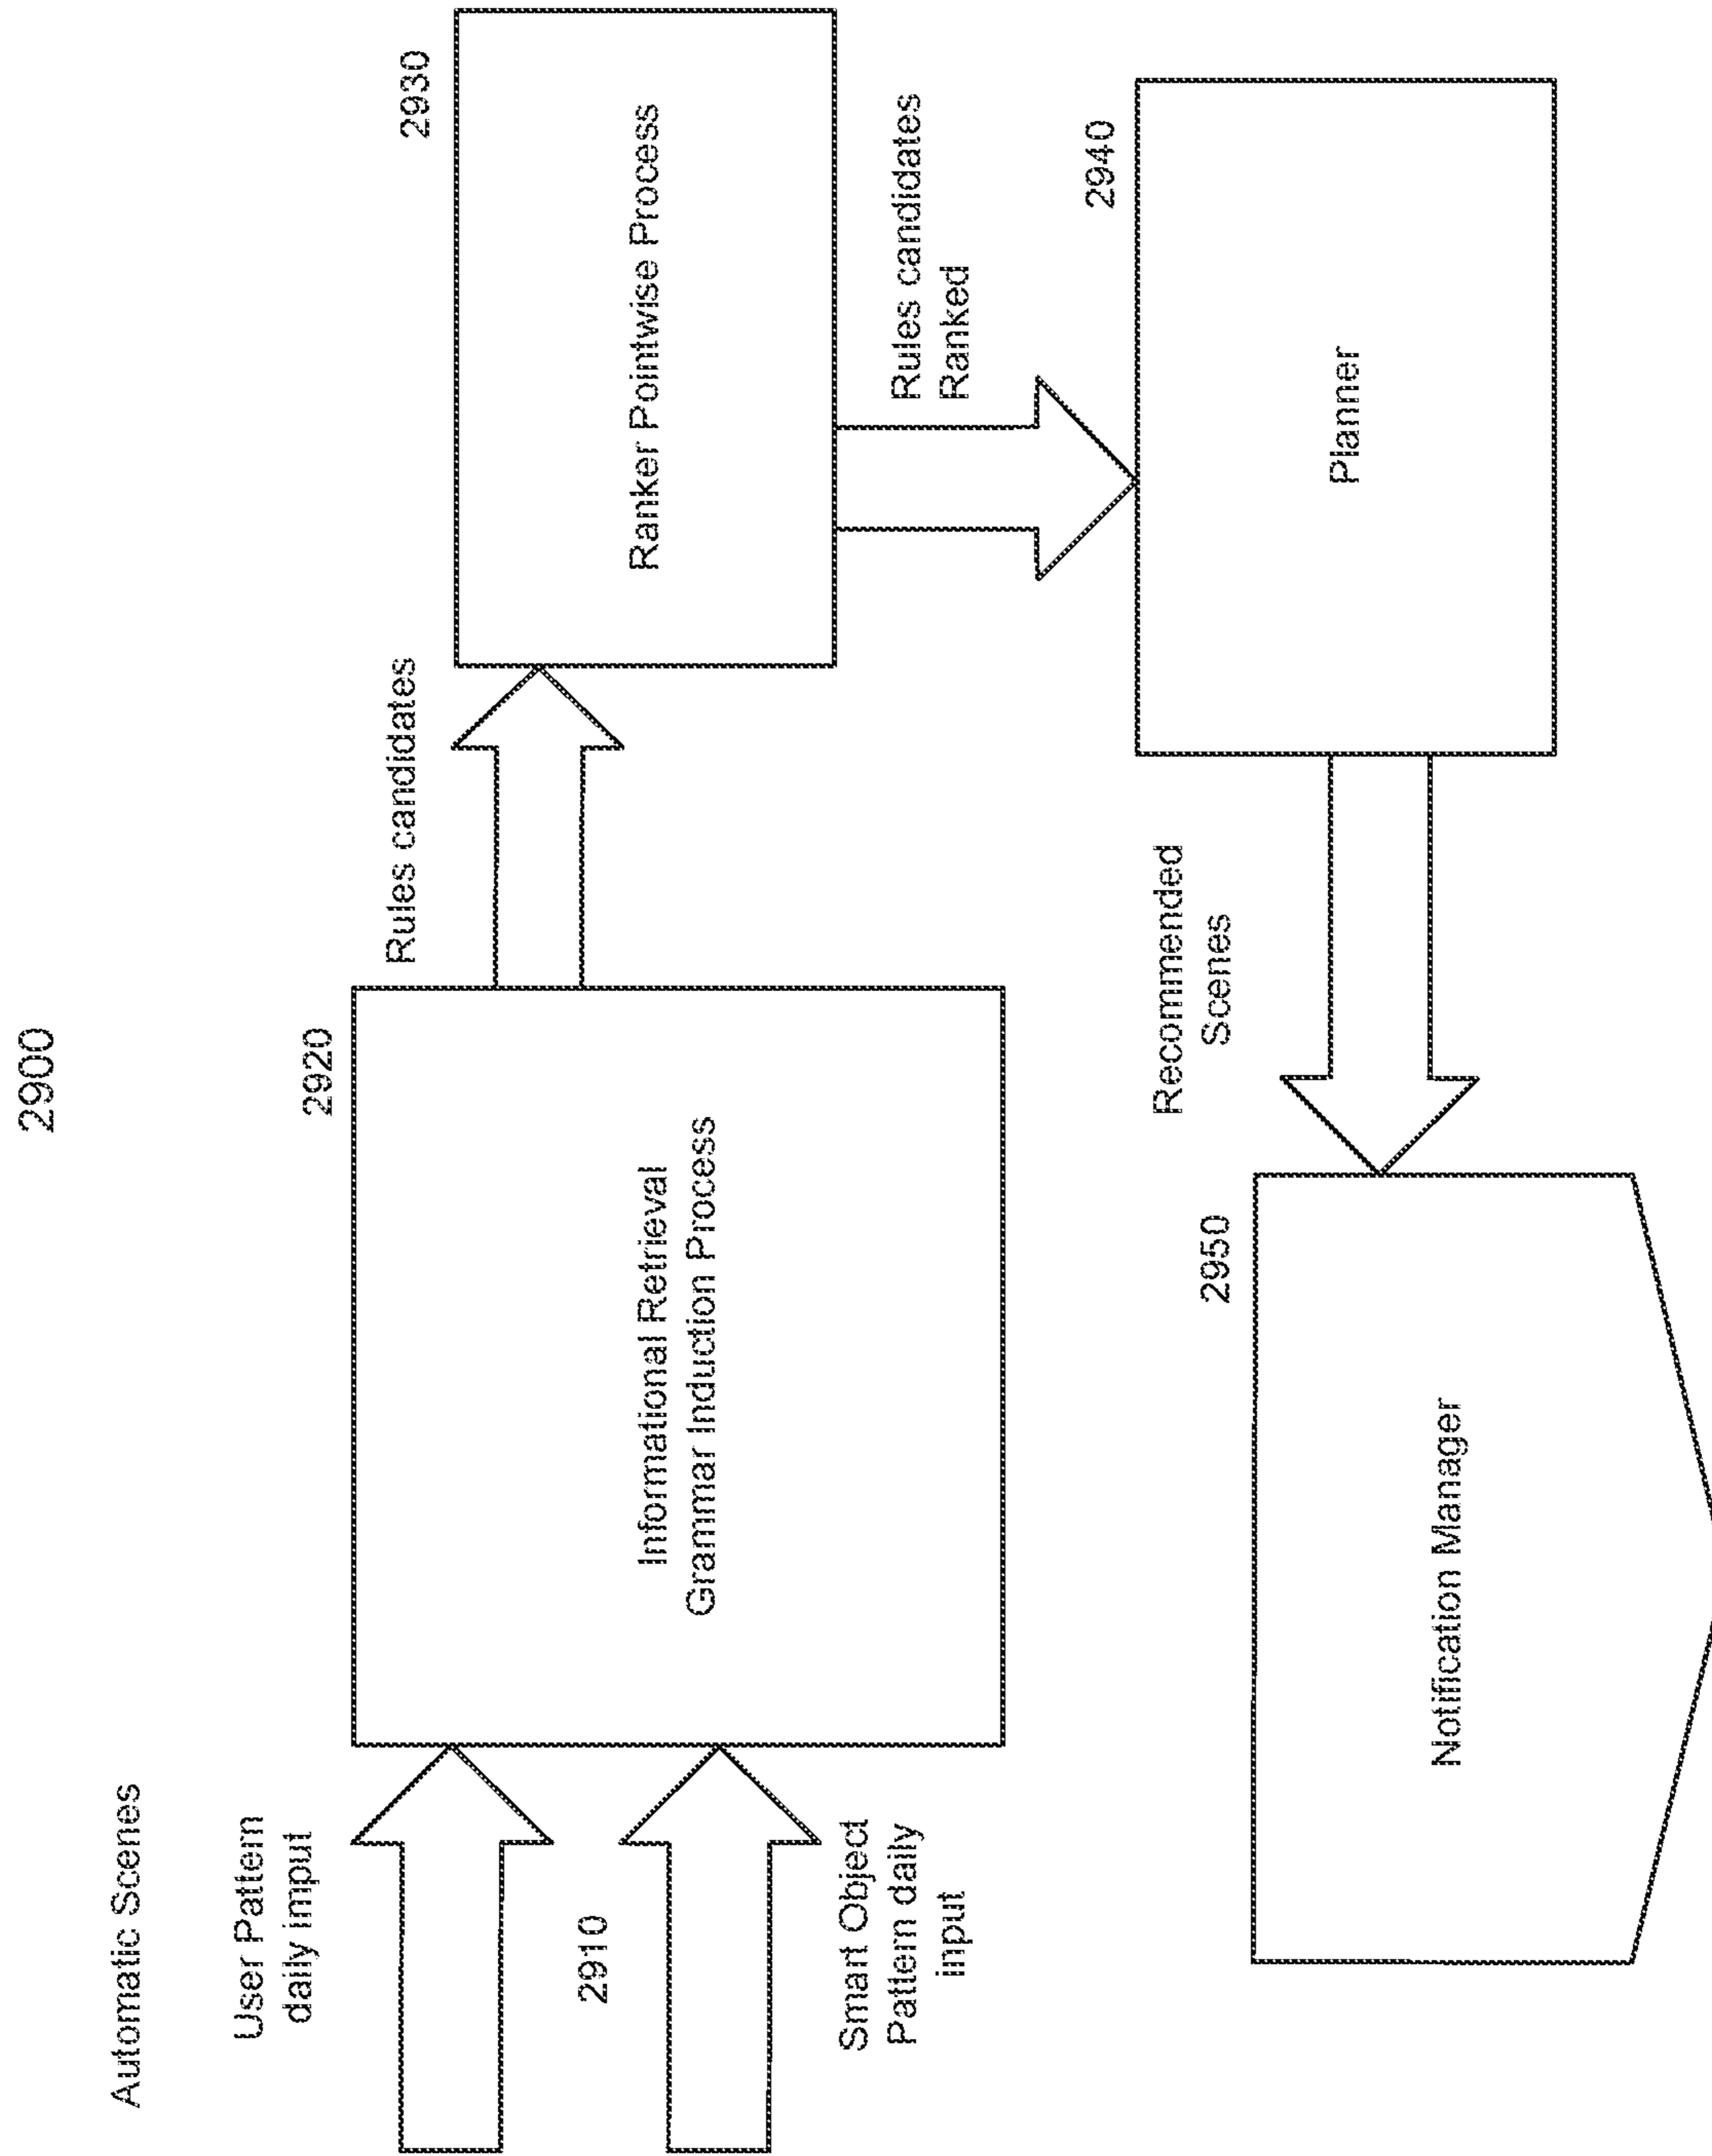 2900
Automatic Scenes
User Pattern
daily input
2910
Smart Object
Pattern daily
input
2920
Informational Retrieval
Grammar Induction Process
Rules candidates
2930
Ranker Pointwise Process
Rules candidates
Ranked
2940
Planner
Recommended
Scenes
2950
Notification Manager